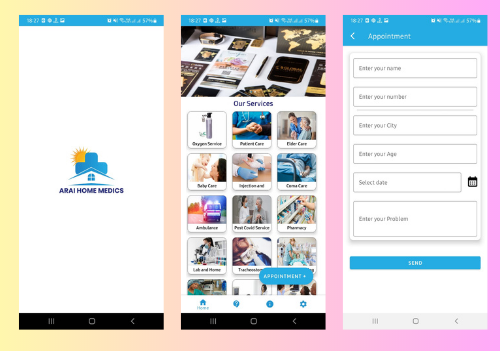 18:27
57%
ARAI HOME MEDICS
18:27
57%
Our Services
Oxygen Service
Patient Care
Elder Care
Baby Care
Injection and
Coma Care
Ambulance
Post Covid Service
Pharmacy
Lab and Home
Tracheostomy
APPOINTMENT +
Home
18:27
57%
Appointment
Enter your name
Enter your number
Enter your City
Enter your Age
Select date
Enter your Problem
SEND